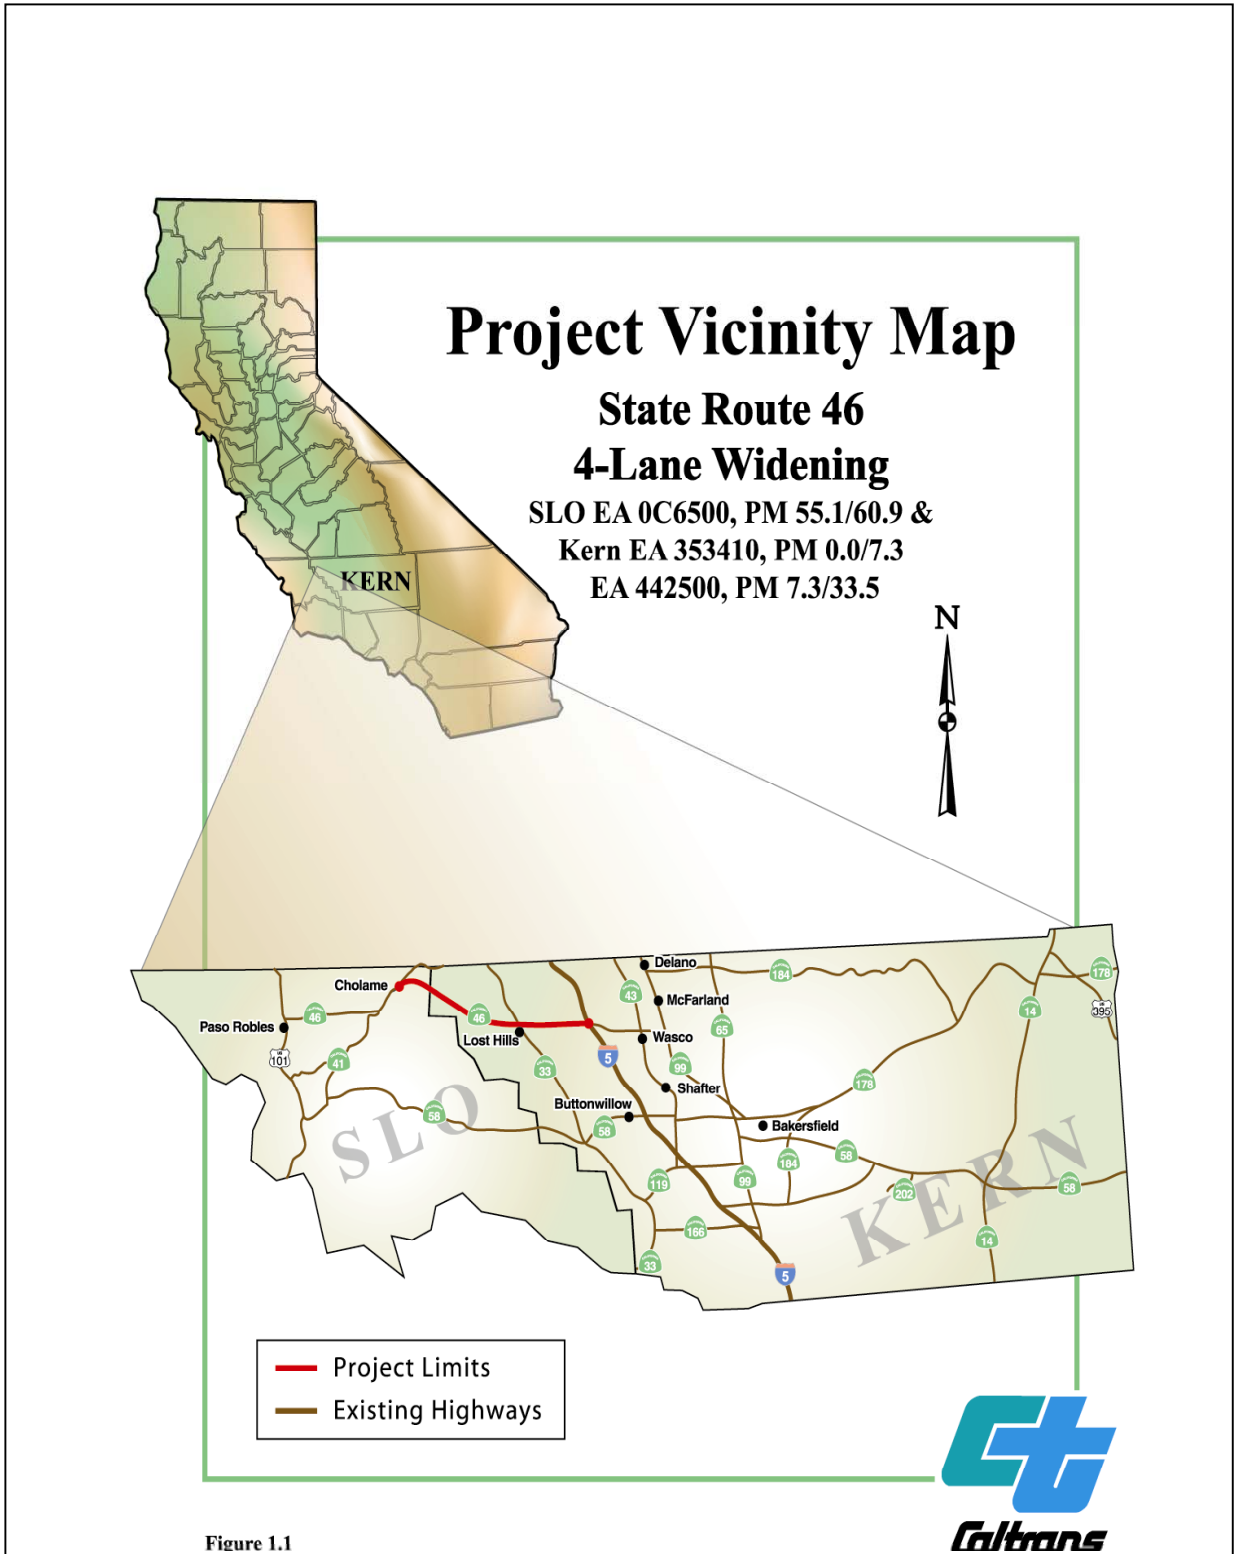 Project Vicinity Map
State Route 46
4-Lane Widening
SLO EA 0C6500, PM 55.1/60.9 &
Kern EA 353410, PM 0.0/7.3
EA 442500, PM 7.3/33.5
KERN
N
Delano
184
178
Cholame
43
McFarland
14
395
46
46
65
Paso Robles
Wasco
Lost Hills
101
41
5
33
99
178
Shafter
Buttonwillow
58
58
Bakersfield
SLO
184
58
119
99
202
58
KERN
166
14
33
5
Project Limits
Existing Highways
Caltrans
Figure 1.1